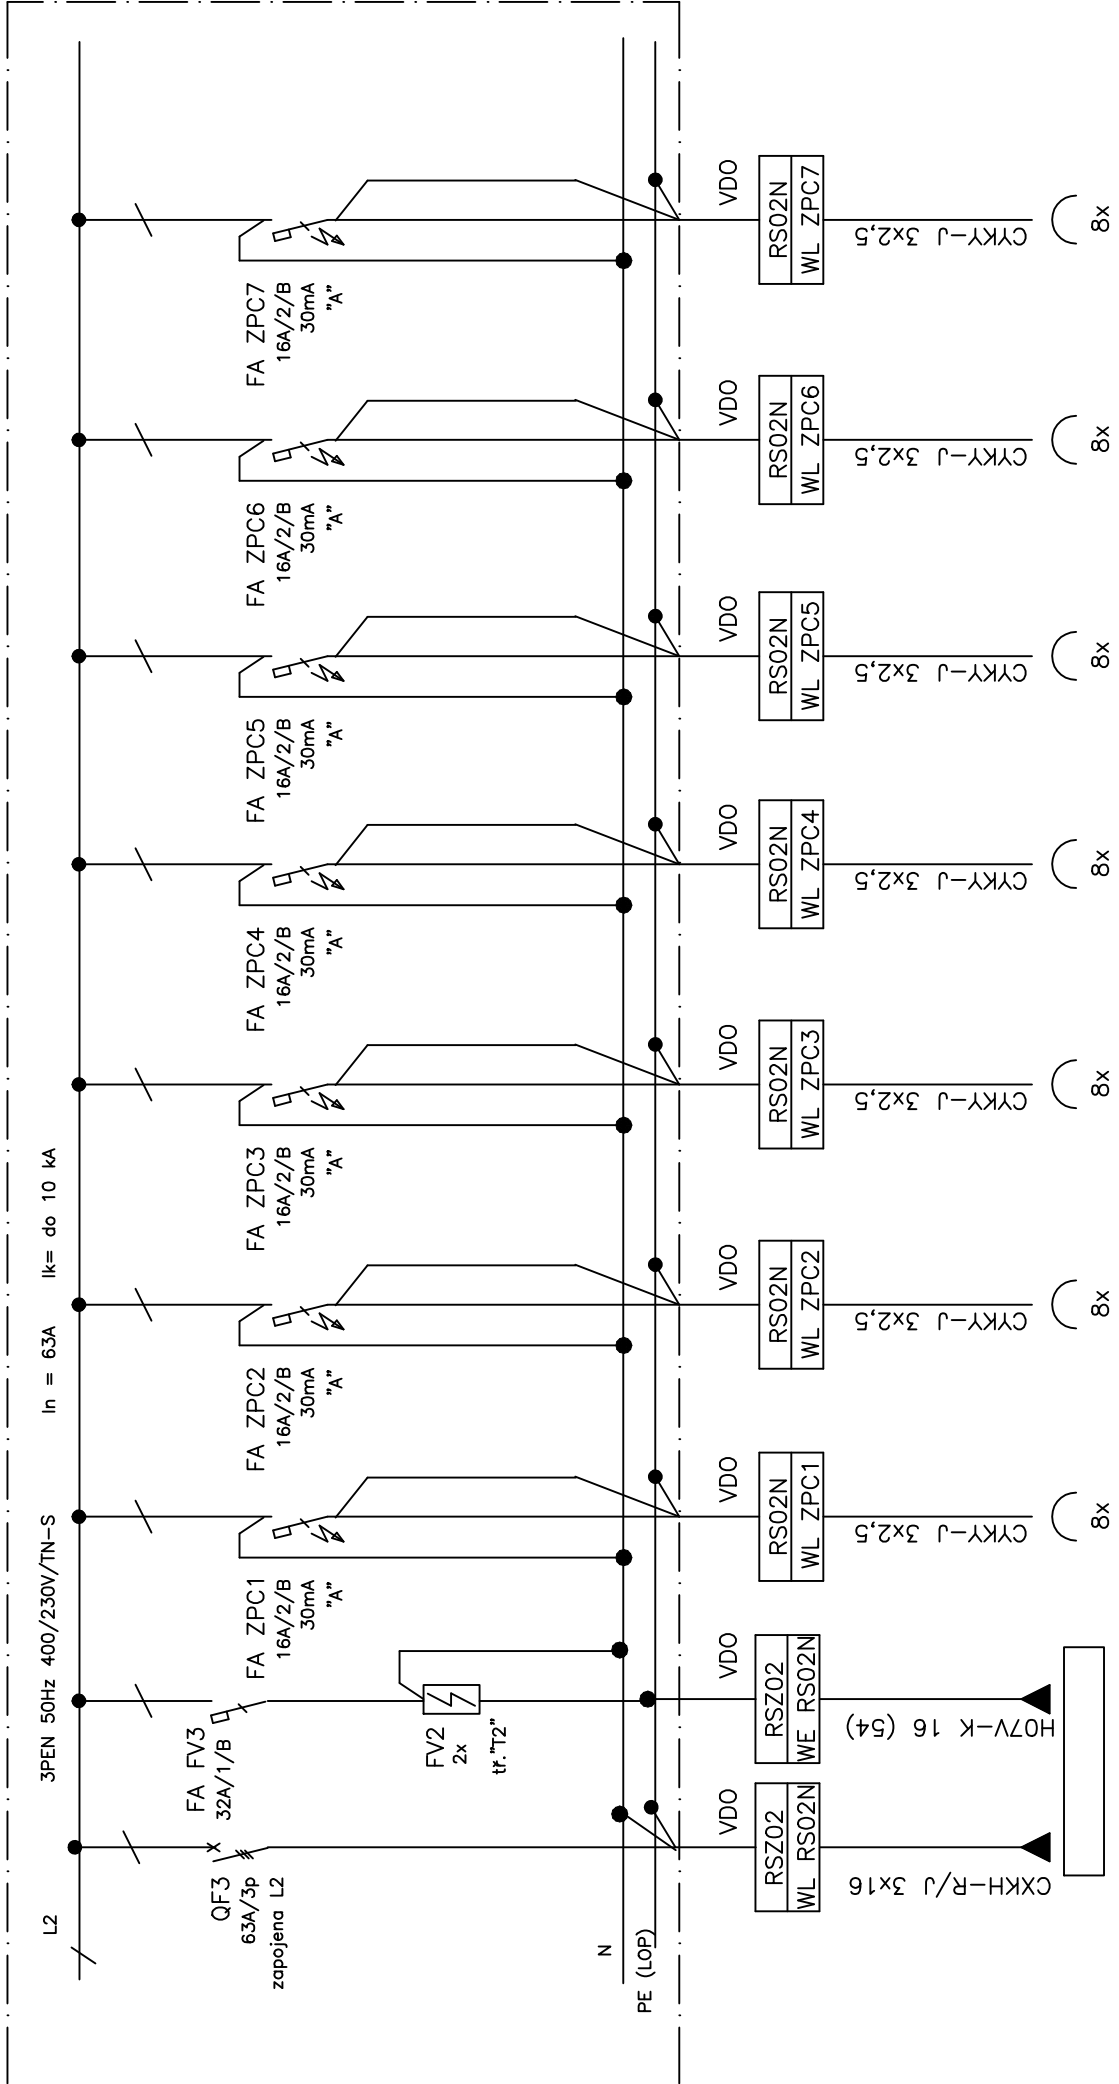 L2
3PEN 50Hz 400/230V/TN-S
In = 63A
Ik= do 10 kA
QF3
63A/3p
zapojena L2
FA FV3
32A/1/B
FV2
2x
tř."T2"
FA ZPC1
16A/2/B
30mA
"A"
FA ZPC2
16A/2/B
30mA
"A"
FA ZPC3
16A/2/B
30mA
"A"
FA ZPC4
16A/2/B
30mA
"A"
FA ZPC5
16A/2/B
30mA
"A"
FA ZPC6
16A/2/B
30mA
"A"
FA ZPC7
16A/2/B
30mA
"A"
N
PE (LOP)
VDO
RSZ02
WL RS02N
CXKH-R/J 3x16
VDO
RSZ02
WE RS02N
H07V-K 16 (54)
VDO
RS02N
WL ZPC1
CYKY-J 3x2,5
8x
VDO
RS02N
WL ZPC2
CYKY-J 3x2,5
8x
VDO
RS02N
WL ZPC3
CYKY-J 3x2,5
8x
VDO
RS02N
WL ZPC4
CYKY-J 3x2,5
8x
VDO
RS02N
WL ZPC5
CYKY-J 3x2,5
8x
VDO
RS02N
WL ZPC6
CYKY-J 3x2,5
8x
VDO
RS02N
WL ZPC7
CYKY-J 3x2,5
8x